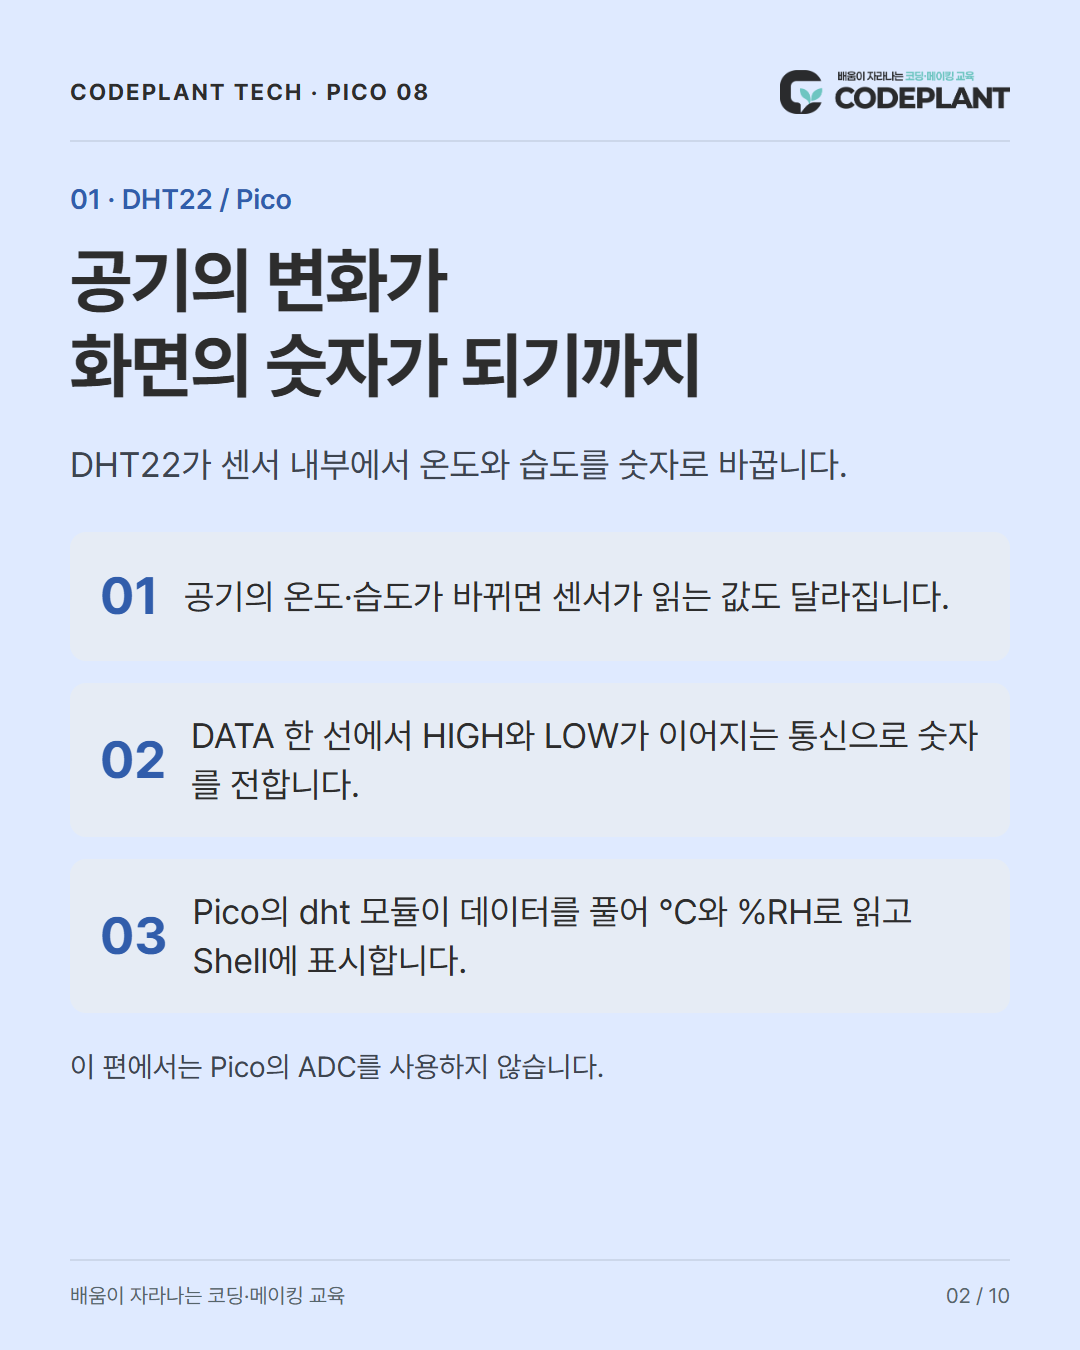 CODEPLANT TECH · PICO 08
배움이 자라나는 코딩·메이킹 교육
CODEPLANT
01 · DHT22 / Pico
공기의 변화가
화면의 숫자가 되기까지
DHT22가 센서 내부에서 온도와 습도를 숫자로 바꿉니다.
01 공기의 온도·습도가 바뀌면 센서가 읽는 값도 달라집니다.
02 DATA 한 선에서 HIGH와 LOW가 이어지는 통신으로 숫자
를 전합니다.
03 Pico의 dht 모듈이 데이터를 풀어 °C와 %RH로 읽고
Shell에 표시합니다.
이 편에서는 Pico의 ADC를 사용하지 않습니다.
배움이 자라나는 코딩·메이킹 교육
02 / 10